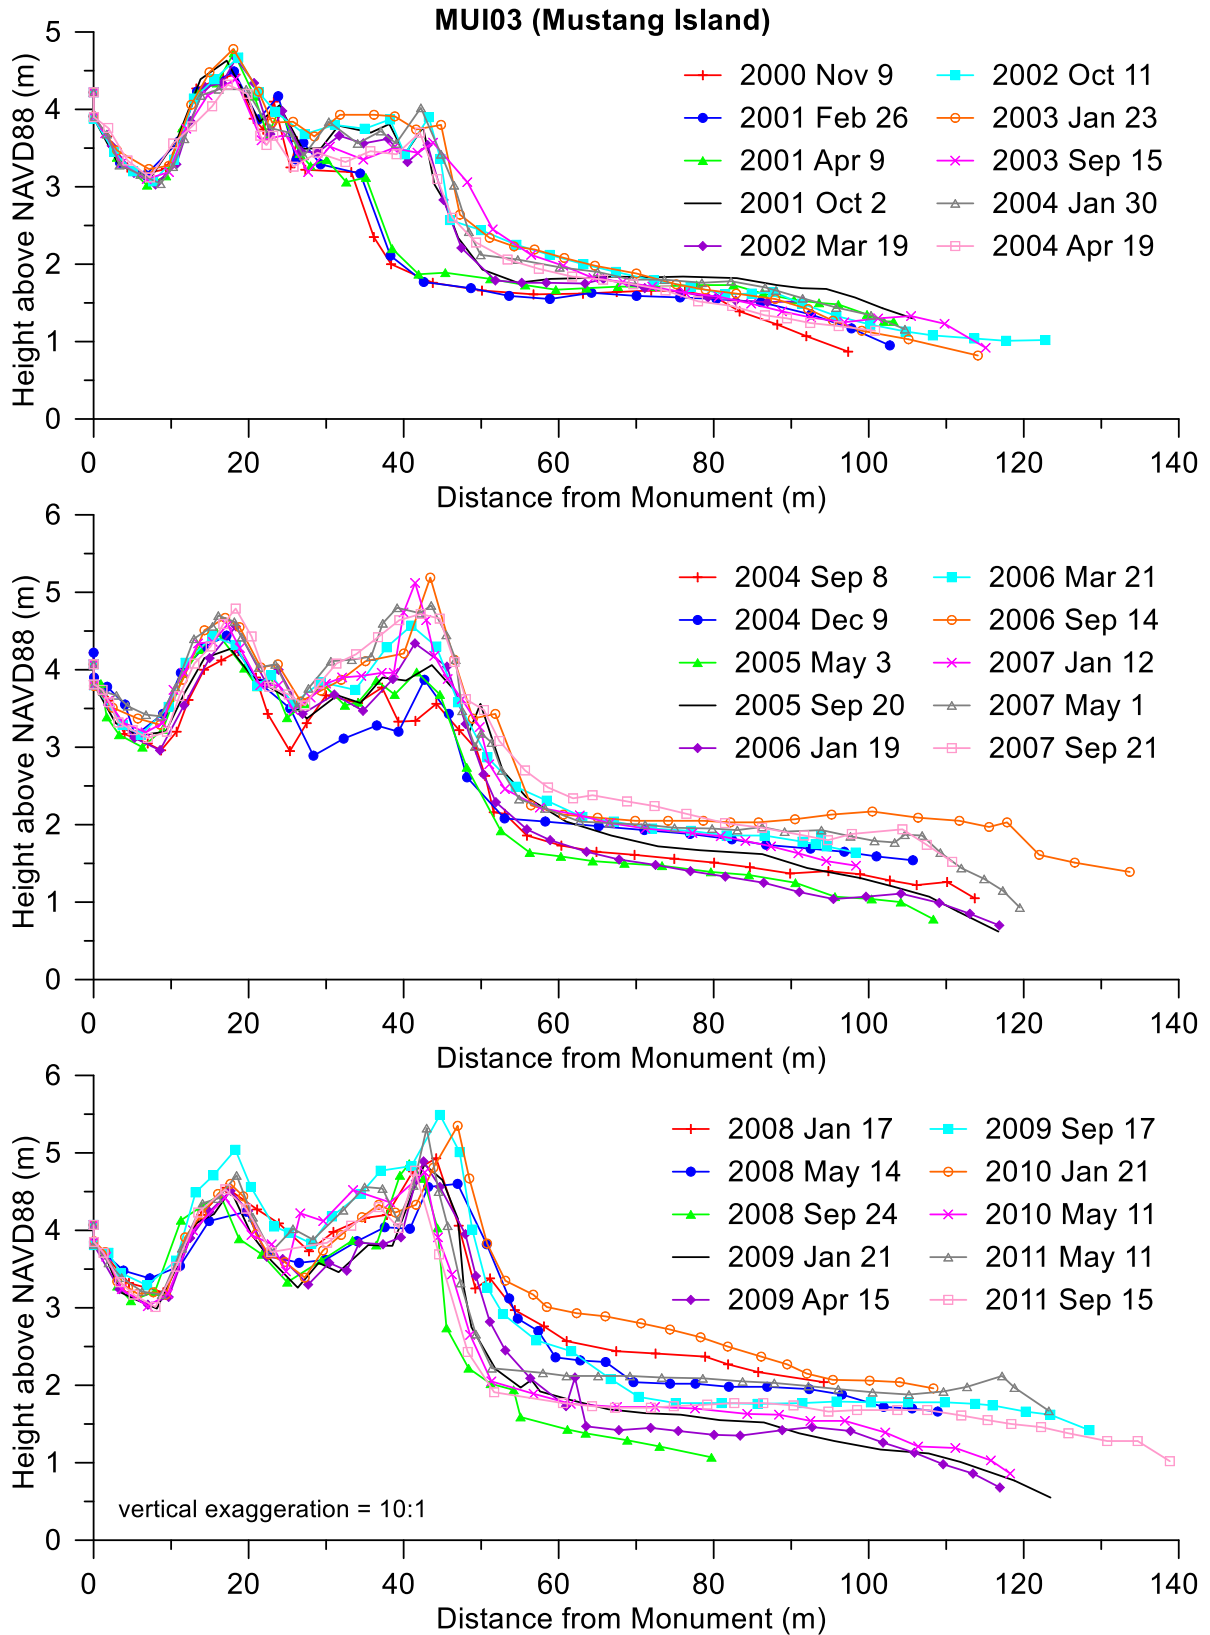 MUI03 (Mustang Island)
5
4
3
2
1
0
Height above NAVD88 (m)
2000 Nov 9
2001 Feb 26
2001 Apr 9
2001 Oct 2
2002 Mar 19
2002 Oct 11
2003 Jan 23
2003 Sep 15
2004 Jan 30
2004 Apr 19
0 20 40 60 80 100 120 140
Distance from Monument (m)
6
5
4
3
2
1
0
Height above NAVD88 (m)
2004 Sep 8
2004 Dec 9
2005 May 3
2005 Sep 20
2006 Jan 19
2006 Mar 21
2006 Sep 14
2007 Jan 12
2007 May 1
2007 Sep 21
0 20 40 60 80 100 120 140
Distance from Monument (m)
6
5
4
3
2
1
0
Height above NAVD88 (m)
2008 Jan 17
2008 May 14
2008 Sep 24
2009 Jan 21
2009 Apr 15
2009 Sep 17
2010 Jan 21
2010 May 11
2011 May 11
2011 Sep 15
vertical exaggeration = 10:1
0 20 40 60 80 100 120 140
Distance from Monument (m)